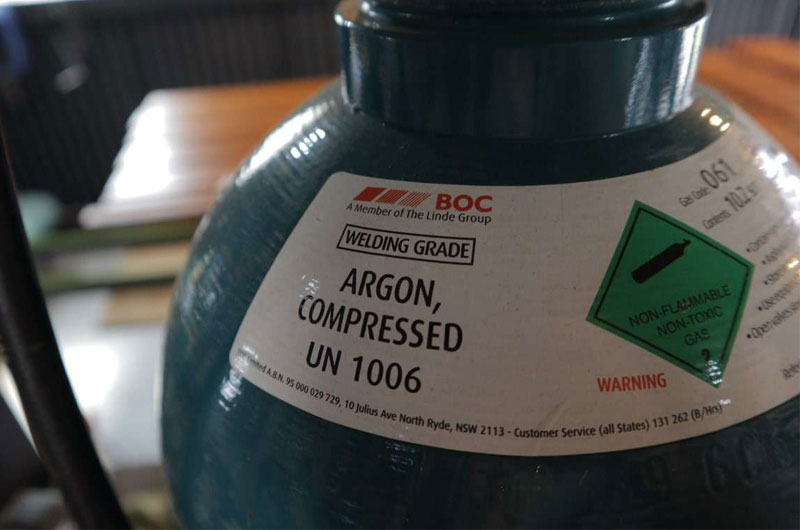 BOC
A Member of The Linde Group
WELDING GRADE
ARGON,
COMPRESSED
UN 1006
Limited A.B.N. 95 000 029 729, 10 Julius Ave North Ryde, NSW 2113 - Customer Service (all States) 131 262 (B/Hrs)
Gas Code: 061
Contents: 10.2
NON-FLAMMABLE
NON-TOXIC
GAS
2
WARNING